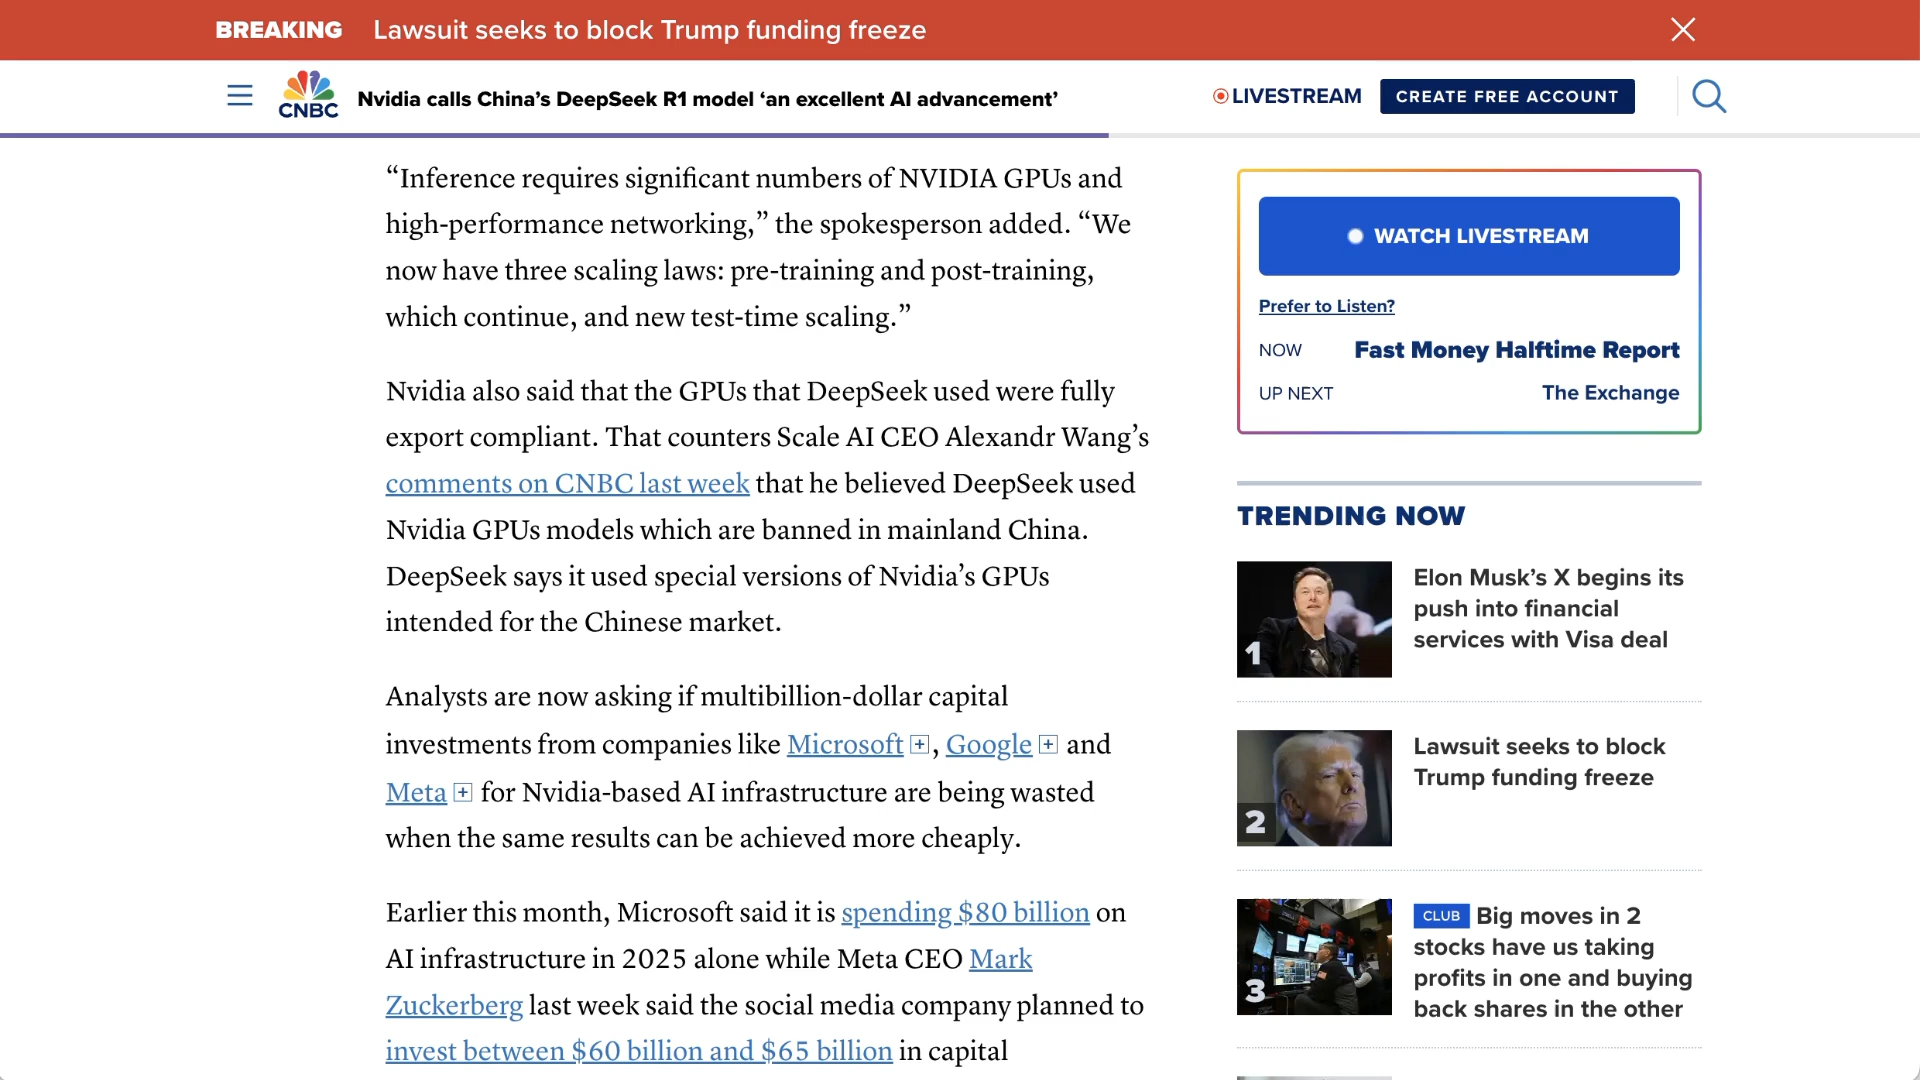 BREAKING Lawsuit seeks to block Trump funding freeze
CNBC
Nvidia calls China’s DeepSeek R1 model ‘an excellent AI advancement’
LIVESTREAM
CREATE FREE ACCOUNT
“Inference requires significant numbers of NVIDIA GPUs and
high-performance networking,” the spokesperson added. “We
now have three scaling laws: pre-training and post-training,
which continue, and new test-time scaling.”
Nvidia also said that the GPUs that DeepSeek used were fully
export compliant. That counters Scale AI CEO Alexandr Wang’s
comments on CNBC last week that he believed DeepSeek used
Nvidia GPUs models which are banned in mainland China.
DeepSeek says it used special versions of Nvidia’s GPUs
intended for the Chinese market.
Analysts are now asking if multibillion-dollar capital
investments from companies like Microsoft, Google and
Meta for Nvidia-based AI infrastructure are being wasted
when the same results can be achieved more cheaply.
Earlier this month, Microsoft said it is spending $80 billion on
AI infrastructure in 2025 alone while Meta CEO Mark
Zuckerberg last week said the social media company planned to
invest between $60 billion and $65 billion in capital
WATCH LIVESTREAM
Prefer to Listen?
NOW Fast Money Halftime Report
UP NEXT The Exchange
TRENDING NOW
1
Elon Musk’s X begins its
push into financial
services with Visa deal
2
Lawsuit seeks to block
Trump funding freeze
3
CLUB Big moves in 2
stocks have us taking
profits in one and buying
back shares in the other